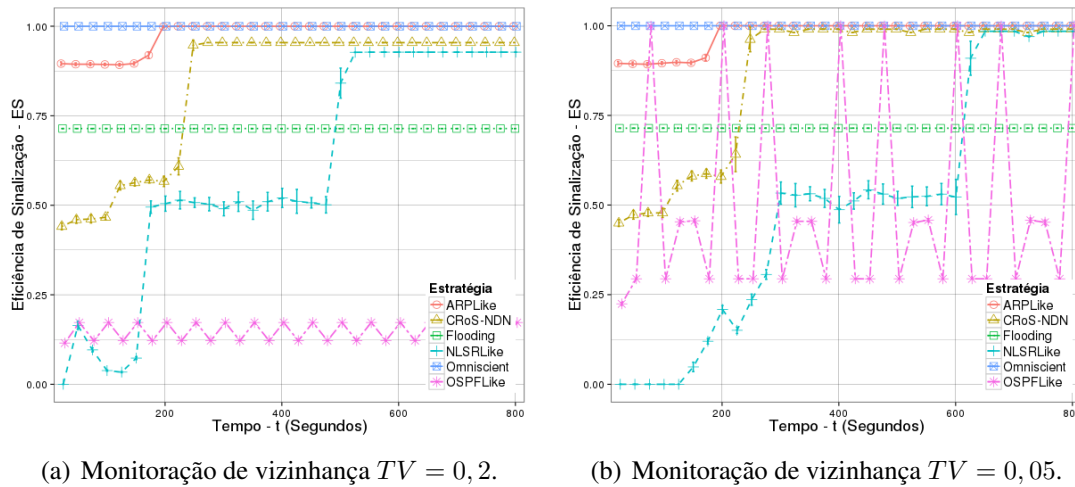 Eficiência de Sinalização - ES
1.00
0.75
0.50
0.25
0.00
Estratégia
ARPLike
CRoS-NDN
Flooding
NLSRLike
Omniscient
OSPFLike
200
400
600
800
Tempo - t (Segundos)
(a) Monitoração de vizinhança TV = 0, 2.
Eficiência de Sinalização - ES
1.00
0.75
0.50
0.25
0.00
Estratégia
ARPLike
CRoS-NDN
Flooding
NLSRLike
Omniscient
OSPFLike
200
400
600
800
Tempo - t (Segundos)
(b) Monitoração de vizinhança TV = 0, 05.